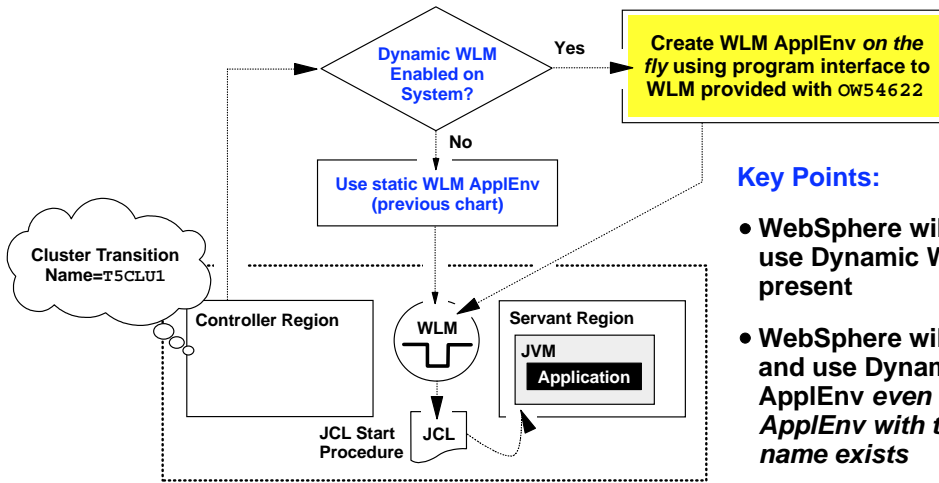 Dynamic WLM
Enabled on
System?
Yes
Create WLM ApplEnv on the
fly using program interface to
WLM provided with OW54622
No
Use static WLM ApplEnv
(previous chart)
Key Points:
Cluster Transition
Name=T5CLU1
Controller Region
WLM
Servant Region
JVM
Application
JCL Start
Procedure
JCL
• WebSphere wil
use Dynamic W
present
• WebSphere wil
and use Dynam
ApplEnv even
ApplEnv with t
name exists